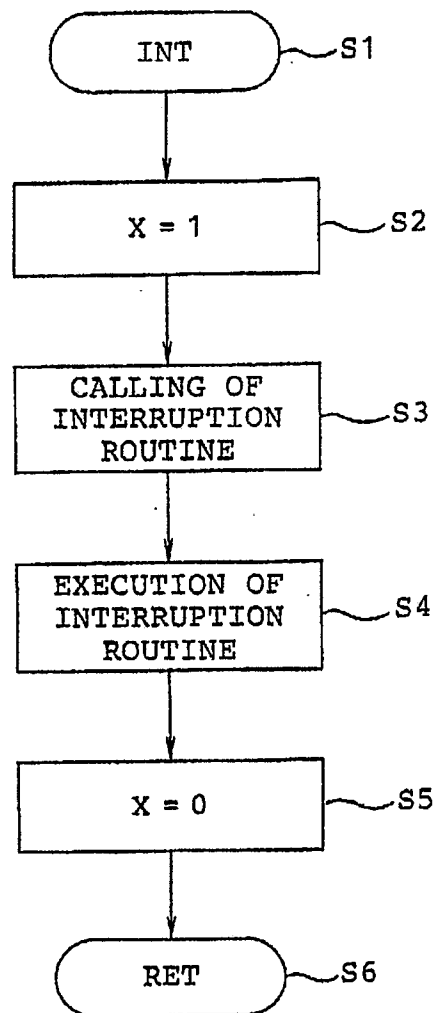 INT
S1
X = 1
S2
CALLING OF
INTERRUPTION
ROUTINE
S3
EXECUTION OF
INTERRUPTION
ROUTINE
S4
X = 0
S5
RET
S6